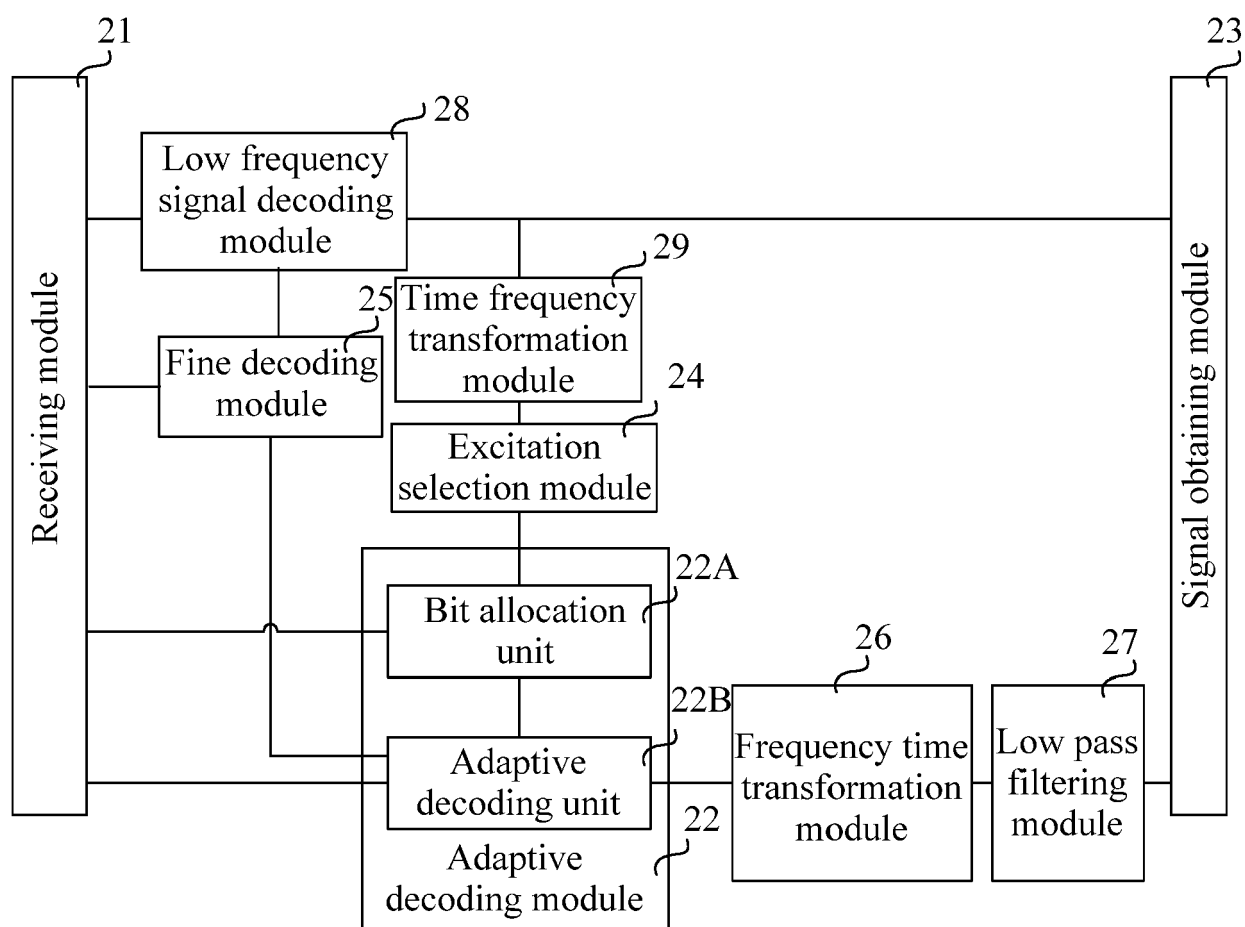 21
23
28
Low frequency
signal decoding
module
29
Time frequency
transformation
module
25
Fine decoding
module
24
Excitation
selection module
Receiving module
Signal obtaining module
22A
Bit allocation
unit
22B
Adaptive
decoding unit
22
Adaptive
decoding module
26
Frequency time
transformation
module
27
Low pass
filtering
module